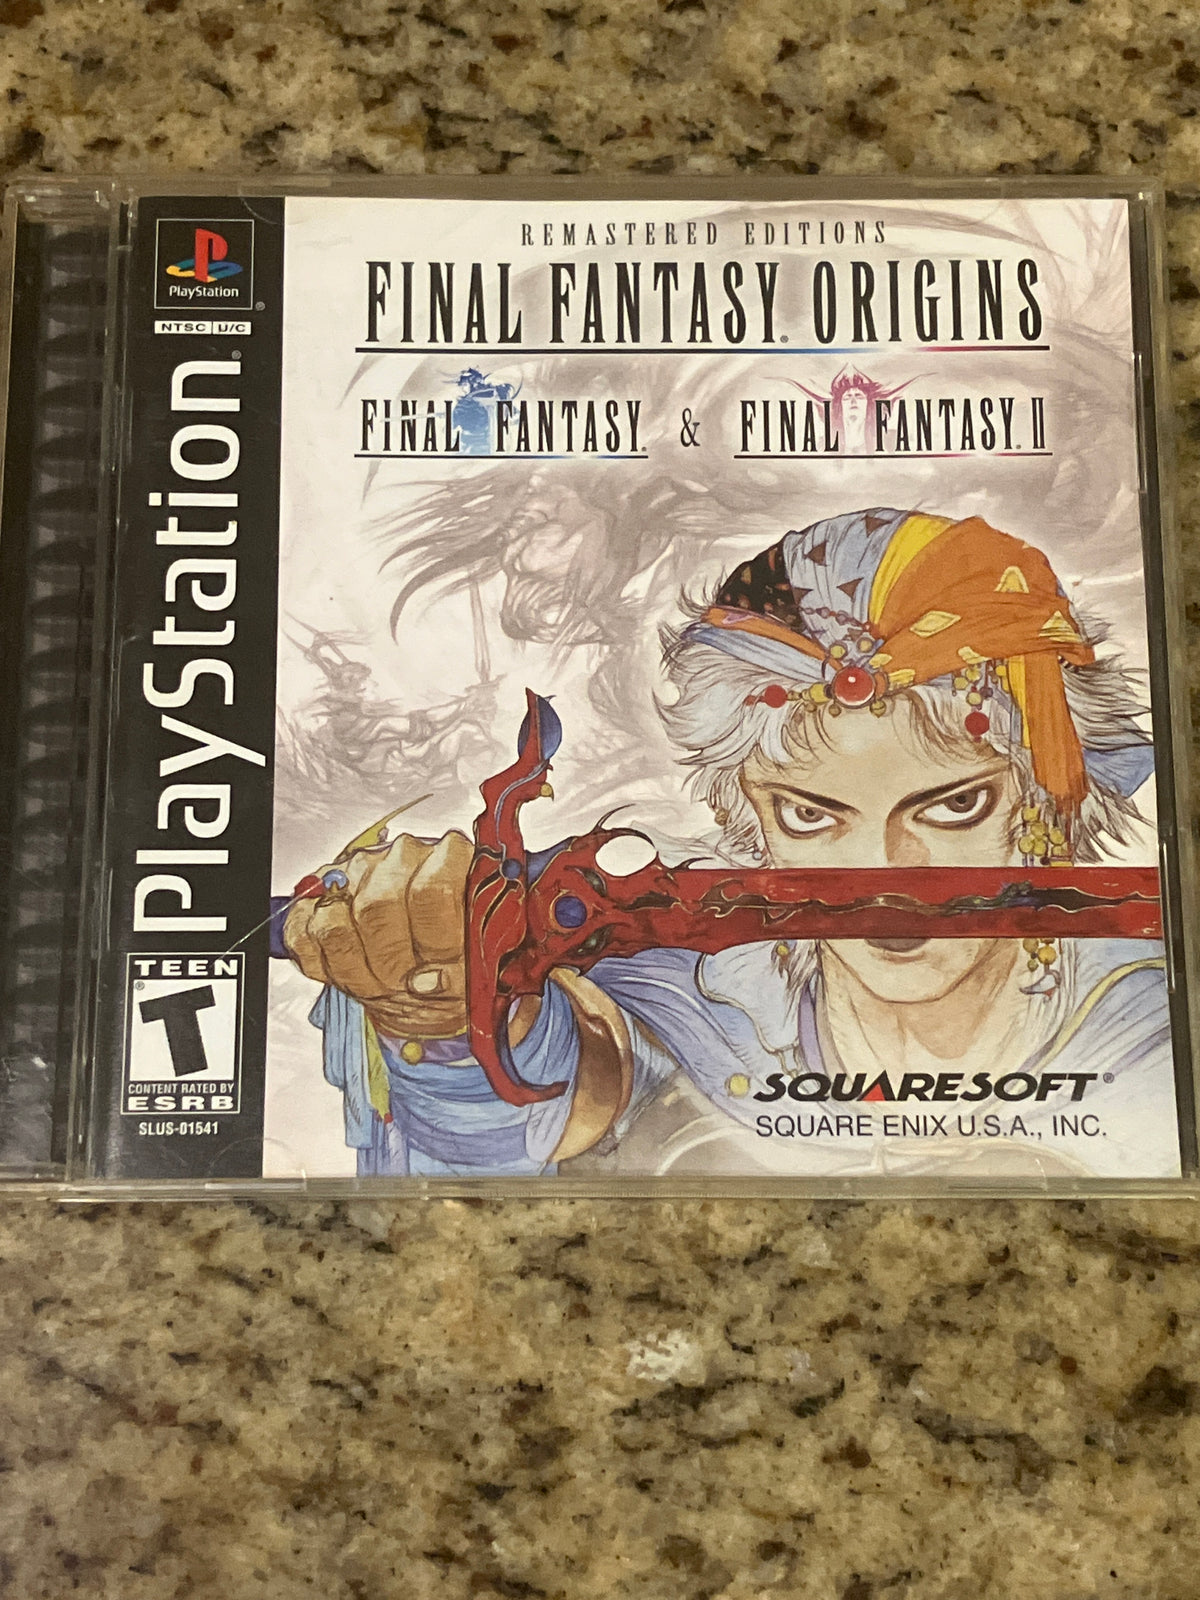 PlayStation
®
NTSC U/C
PlayStation®
TEEN
T
®
CONTENT RATED BY
ESRB
SLUS-01541
REMASTERED EDITIONS
FINAL FANTASY® ORIGINS
FINAL FANTASY® & FINAL FANTASY® II
SQUARESOFT®
SQUARE ENIX U.S.A., INC.